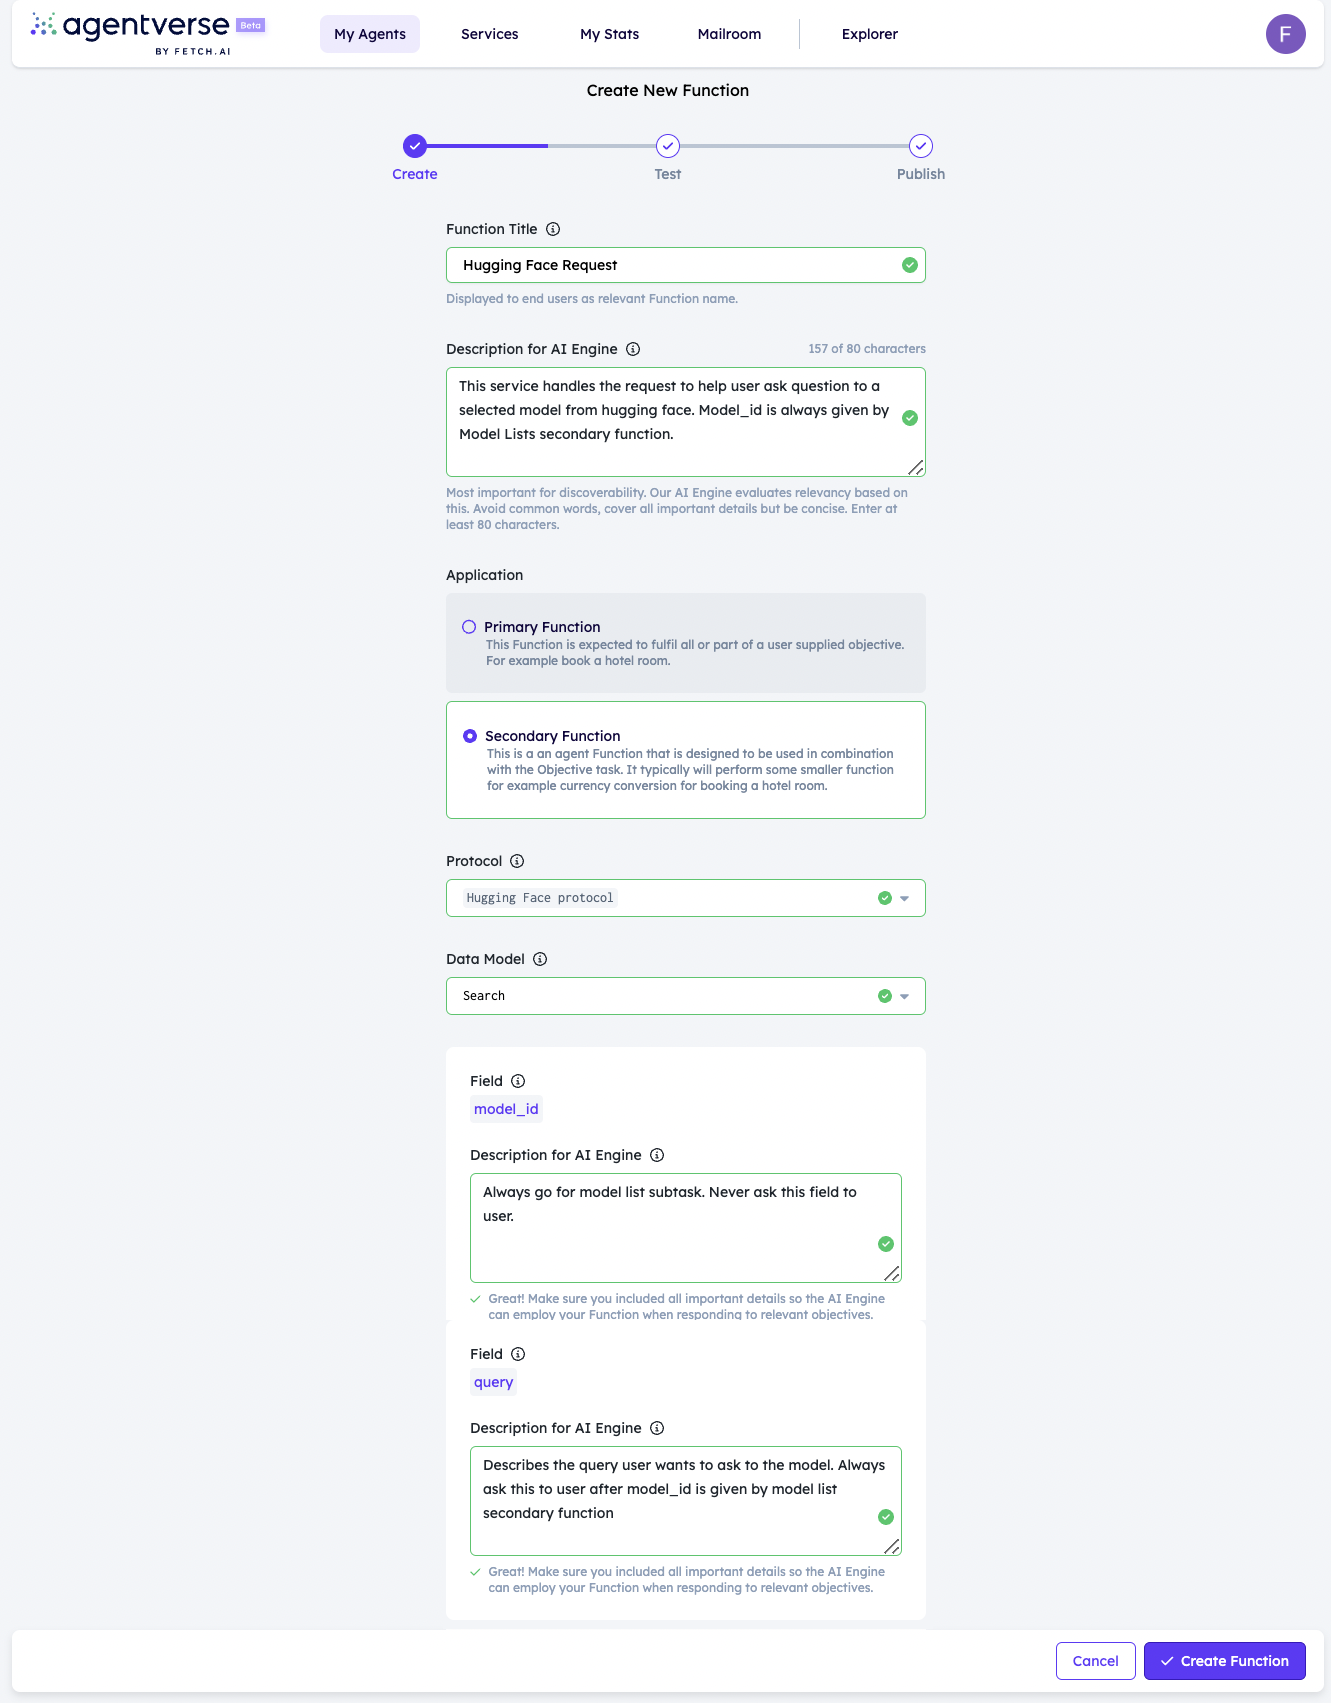 agentverse Beta
BY FETCH.AI
My Agents Services My Stats Mailroom Explorer F
Create New Function
Create Test Publish
Function Title
Hugging Face Request
Displayed to end users as relevant Function name.
Description for AI Engine 157 of 80 characters
This service handles the request to help user ask question to a
selected model from hugging face. Model_id is always given by
Model Lists secondary function.
Most important for discoverability. Our AI Engine evaluates relevancy based on
this. Avoid common words, cover all important details but be concise. Enter at
least 80 characters.
Application
Primary Function
This Function is expected to fulfil all or part of a user supplied objective.
For example book a hotel room.
Secondary Function
This is a an agent Function that is designed to be used in combination
with the Objective task. It typically will perform some smaller function
for example currency conversion for booking a hotel room.
Protocol
Hugging Face protocol
Data Model
Search
Field
model_id
Description for AI Engine
Always go for model list subtask. Never ask this field to
user.
Great! Make sure you included all important details so the AI Engine
can employ your Function when responding to relevant objectives.
Field
query
Description for AI Engine
Describes the query user wants to ask to the model. Always
ask this to user after model_id is given by model list
secondary function
Great! Make sure you included all important details so the AI Engine
can employ your Function when responding to relevant objectives.
Cancel Create Function